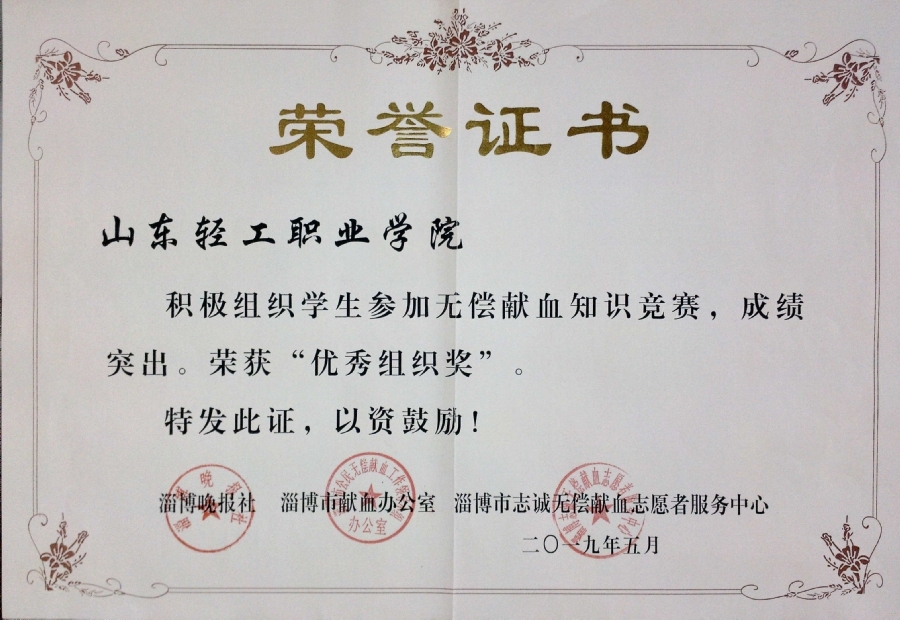 荣誉证书
山东轻工职业学院
积极组织学生参加无偿献血知识竞赛，成绩
突出。荣获“优秀组织奖”。
特发此证，以资鼓励！
淄博晚报社 淄博市献血办公室 淄博市志诚无偿献血志愿者服务中心
办公室
二〇一九年五月